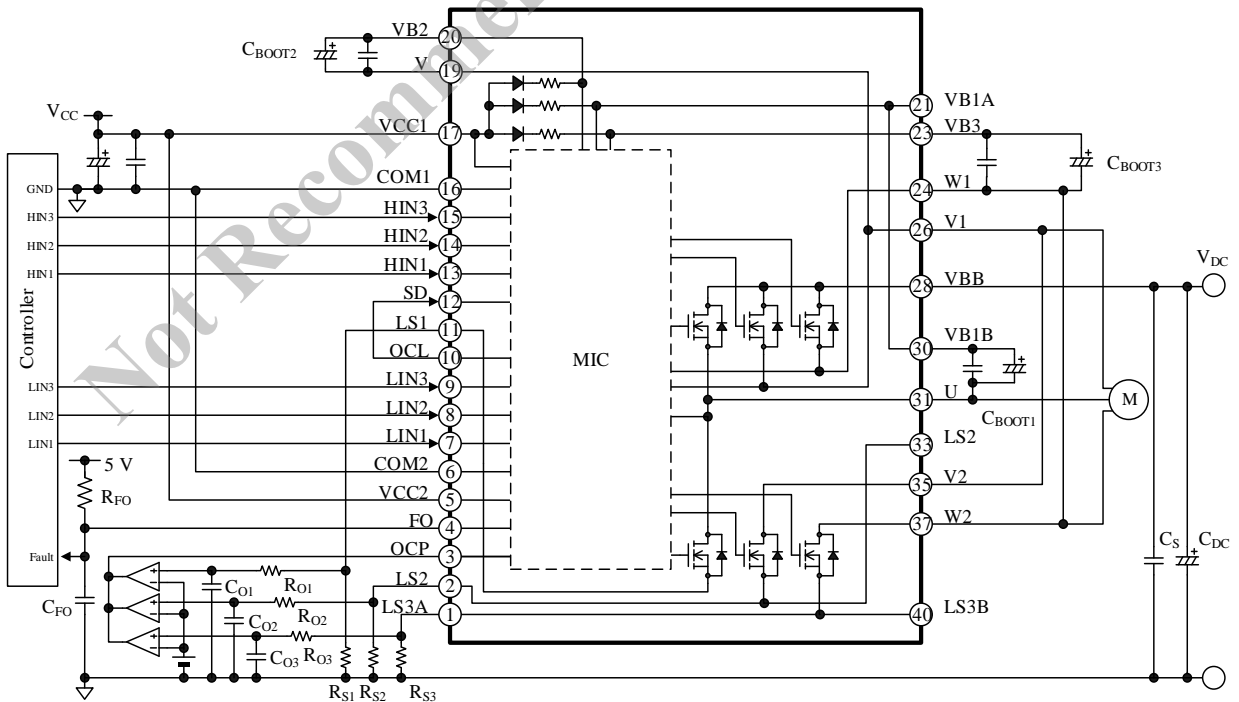 Not Recomme
VB2
20
C_BOOT2
V
19
V_CC
VCC1
17
21
VB1A
23
VB3
C_BOOT3
COM1
16
24
W1
GND
HIN3
HIN3
15
26
V1
HIN2
HIN2
14
HIN1
HIN1
13
V_DC
28
VBB
SD
12
LS1
11
MIC
OCL
10
30
VB1B
Controller
LIN3
LIN3
9
31
U
M
LIN2
LIN2
8
C_BOOT1
LIN1
LIN1
7
33
LS2
COM2
6
5 V
35
V2
R_FO
VCC2
5
37
W2
FO
4
C_S
C_DC
Fault
OCP
3
C_O1
R_O1
LS2
2
C_FO
C_O2
R_O2
LS3A
1
40
LS3B
C_O3
R_O3
R_S1
R_S2
R_S3